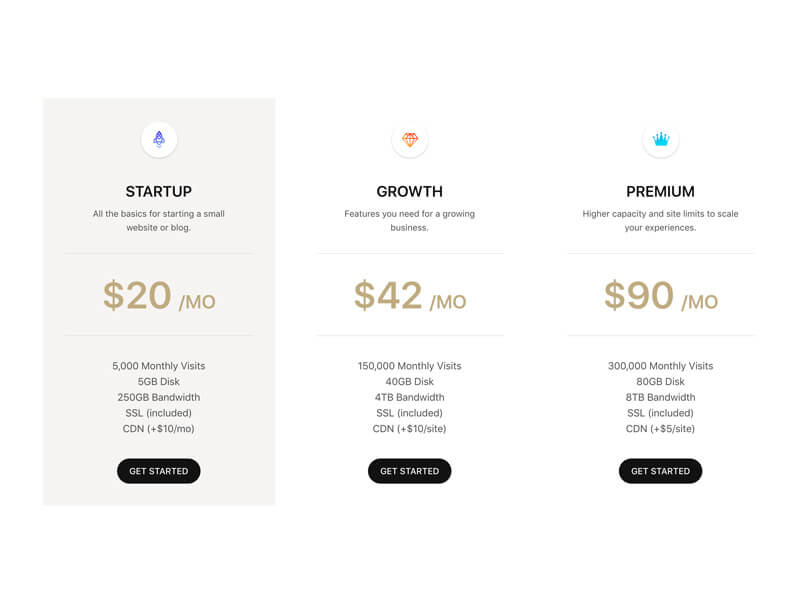 STARTUP
All the basics for starting a small
website or blog.
$20 /MO
5,000 Monthly Visits
5GB Disk
250GB Bandwidth
SSL (included)
CDN (+$10/mo)
GET STARTED
GROWTH
Features you need for a growing
business.
$42 /MO
150,000 Monthly Visits
40GB Disk
4TB Bandwidth
SSL (included)
CDN (+$10/site)
GET STARTED
PREMIUM
Higher capacity and site limits to scale
your experiences.
$90 /MO
300,000 Monthly Visits
80GB Disk
8TB Bandwidth
SSL (included)
CDN (+$5/site)
GET STARTED